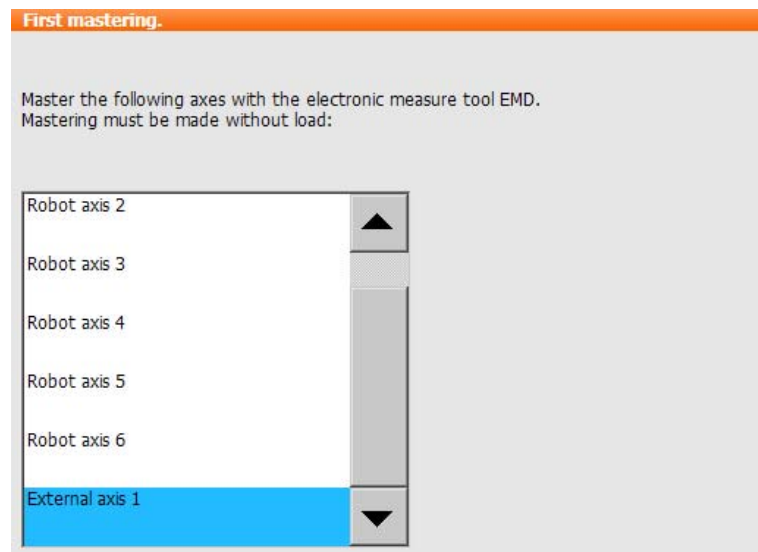 First mastering.
Master the following axes with the electronic measure tool EMD.
Mastering must be made without load:
Robot axis 2
Robot axis 3
Robot axis 4
Robot axis 5
Robot axis 6
External axis 1